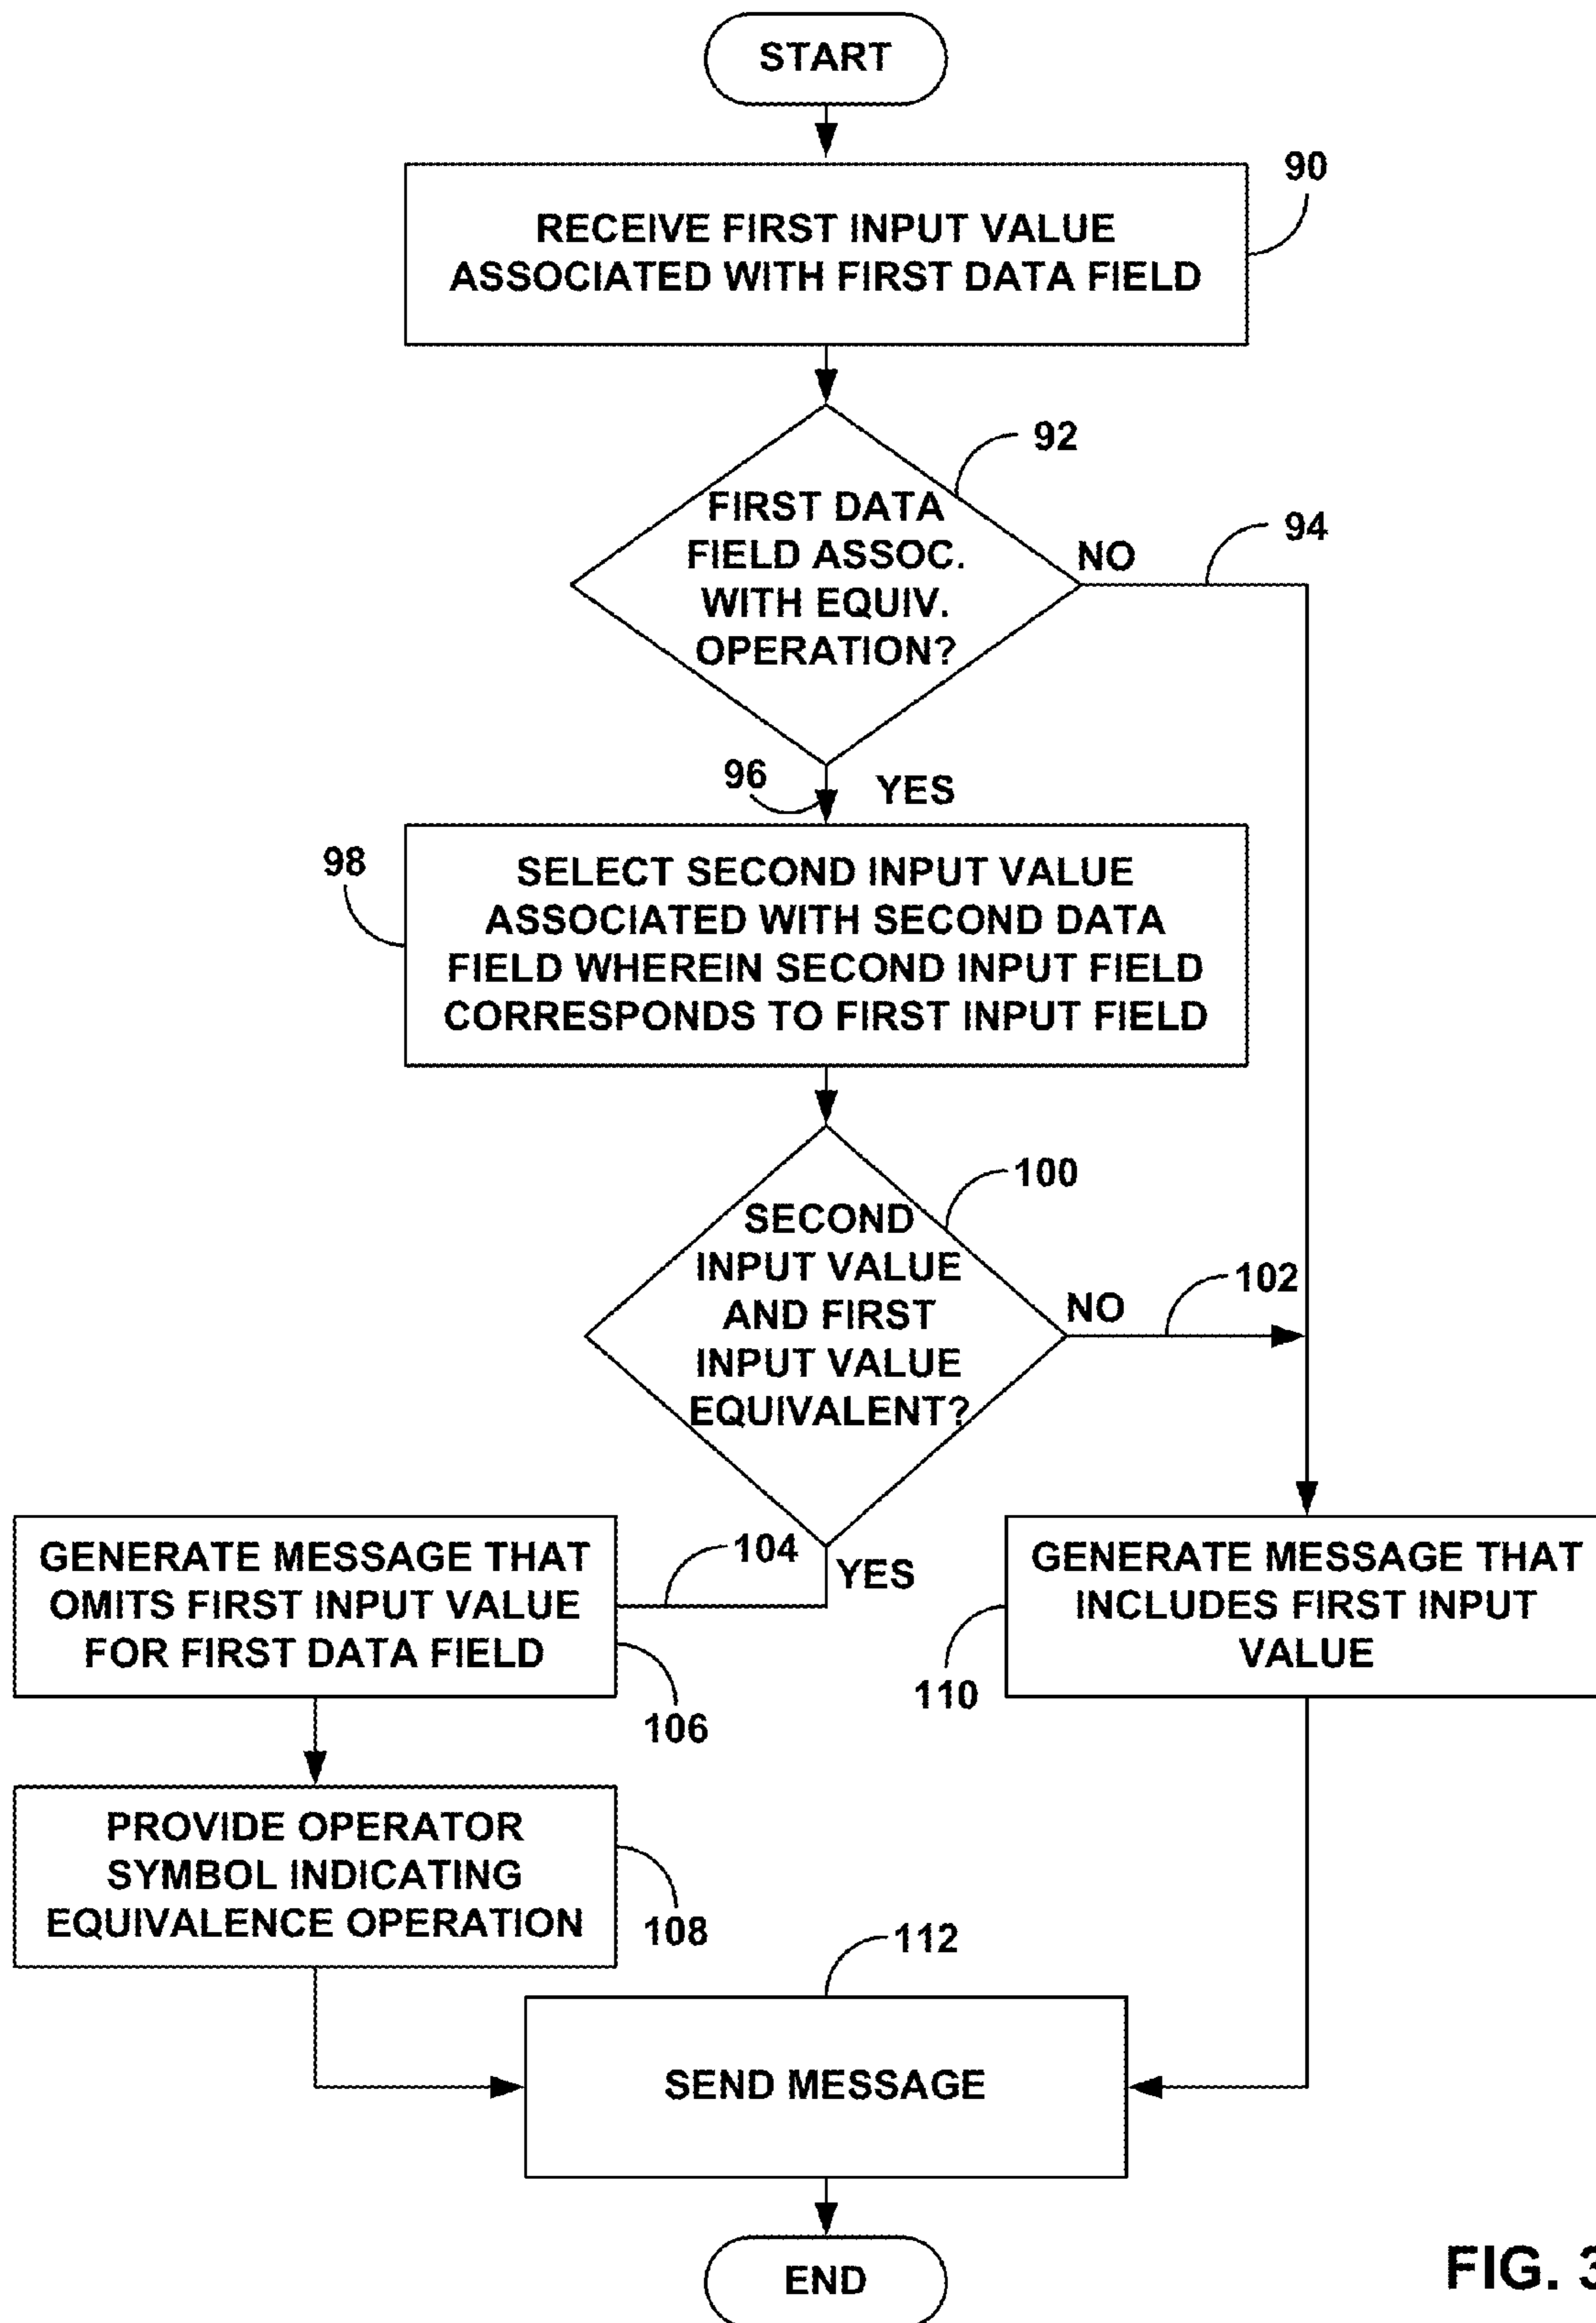 START
90
RECEIVE FIRST INPUT VALUE
ASSOCIATED WITH FIRST DATA FIELD
92
FIRST DATA
FIELD ASSOC.
WITH EQUIV.
OPERATION?
NO
94
96
YES
98
SELECT SECOND INPUT VALUE
ASSOCIATED WITH SECOND DATA
FIELD WHEREIN SECOND INPUT FIELD
CORRESPONDS TO FIRST INPUT FIELD
100
SECOND
INPUT VALUE
AND FIRST
INPUT VALUE
EQUIVALENT?
NO
102
104
YES
GENERATE MESSAGE THAT
OMITS FIRST INPUT VALUE
FOR FIRST DATA FIELD
106
GENERATE MESSAGE THAT
INCLUDES FIRST INPUT
VALUE
110
PROVIDE OPERATOR
SYMBOL INDICATING
EQUIVALENCE OPERATION
108
112
SEND MESSAGE
END
FIG. 3